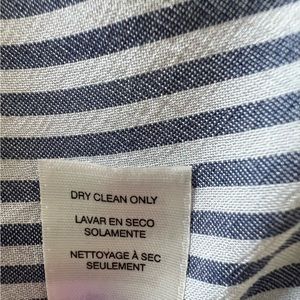 DRY CLEAN ONLY
LAVAR EN SECO
SOLAMENTE
NETTOYAGE À SEC
SEULEMENT